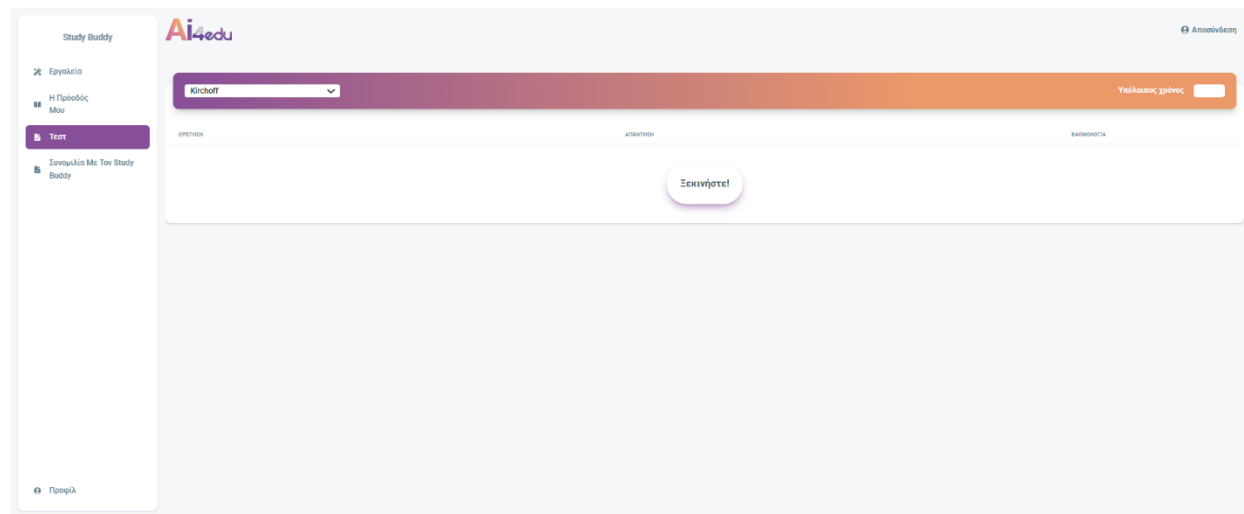 Study Buddy
Ai4edu
Αποσύνδεση
Εργαλεία
Η Πρόοδός
Μου
Τεστ
Συνομιλία Με Τον Study
Buddy
Προφίλ
Kirchoff
Υπόλοιπος χρόνος
ΕΡΩΤΗΣΗ
ΑΠΑΝΤΗΣΗ
ΒΑΘΜΟΛΟΓΊΑ
Ξεκινήστε!